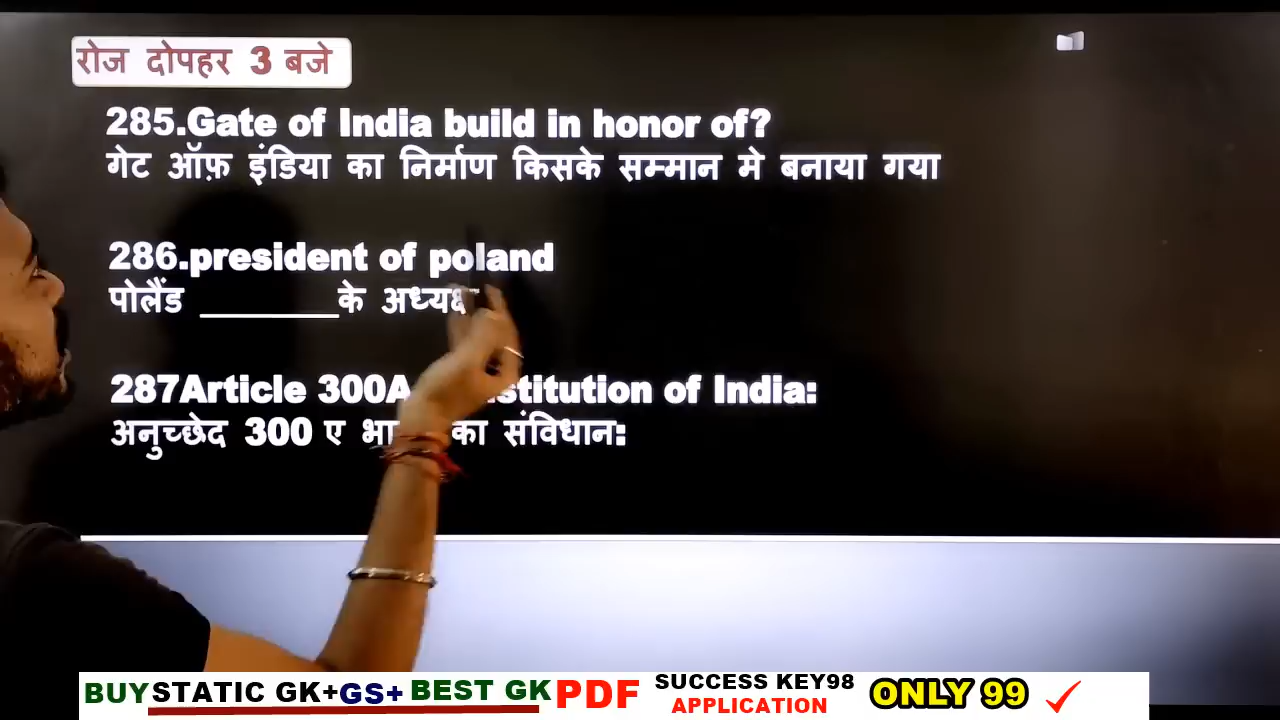 रोज दोपहर 3 बजे
285.Gate of India build in honor of?
गेट ऑफ़ इंडिया का निर्माण किसके सम्मान मे बनाया गया
286.president of poland
पोलैंड ________के अध्यक्ष
287Article 300A of India:
अनुच्छेद 300 ए का संविधान:
BUY STATIC GK+GS+ BEST GK PDF SUCCESS KEY98 APPLICATION ONLY 99